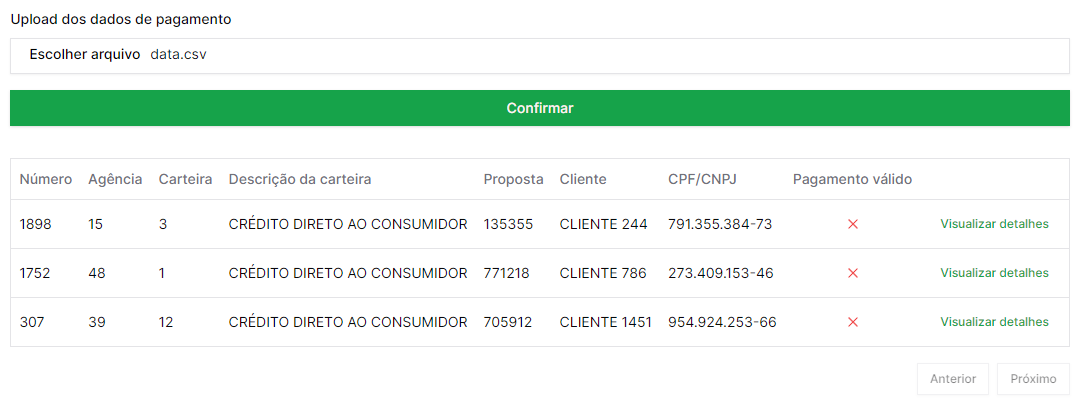 Upload dos dados de pagamento
Escolher arquivo data.csv
Confirmar
Número Agência Carteira Descrição da carteira Proposta Cliente CPF/CNPJ Pagamento válido
1898 15 3 CRÉDITO DIRETO AO CONSUMIDOR 135355 CLIENTE 244 791.355.384-73 Visualizar detalhes
1752 48 1 CRÉDITO DIRETO AO CONSUMIDOR 771218 CLIENTE 786 273.409.153-46 Visualizar detalhes
307 39 12 CRÉDITO DIRETO AO CONSUMIDOR 705912 CLIENTE 1451 954.924.253-66 Visualizar detalhes
Anterior Próximo